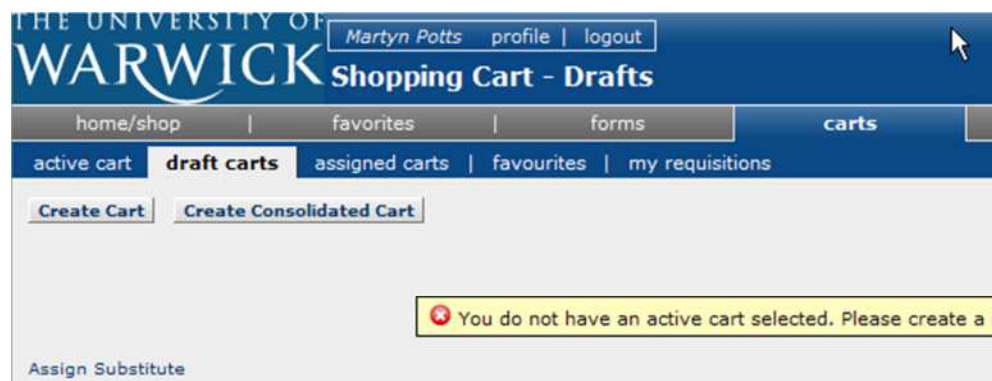 THE UNIVERSITY OF
WARWICK
Martyn Potts profile | logout
Shopping Cart - Drafts
home/shop | favorites | forms carts
active cart draft carts assigned carts | favourites | my requisitions
Create Cart Create Consolidated Cart
You do not have an active cart selected. Please create a
Assign Substitute